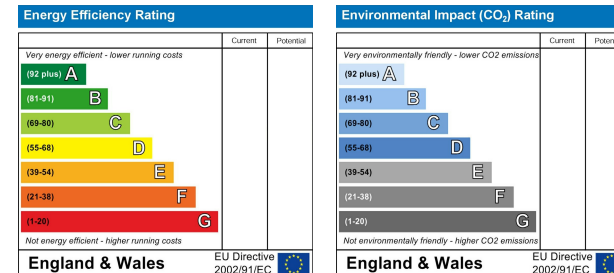 Energy Efficiency Rating
Current Potential
Very energy efficient - lower running costs
(92 plus) A
(81-91) B
(69-80) C
(55-68) D
(39-54) E
(21-38) F
(1-20) G
Not energy efficient - higher running costs
England & Wales
EU Directive
2002/91/EC
Environmental Impact (CO₂) Rating
Current
Very environmentally friendly - lower CO2 emissions
(92 plus) A
(81-91) B
(69-80) C
(55-68) D
(39-54) E
(21-38) F
(1-20) G
Not environmentally friendly - higher CO2 emissions
England & Wales
EU Directive
2002/91/EC